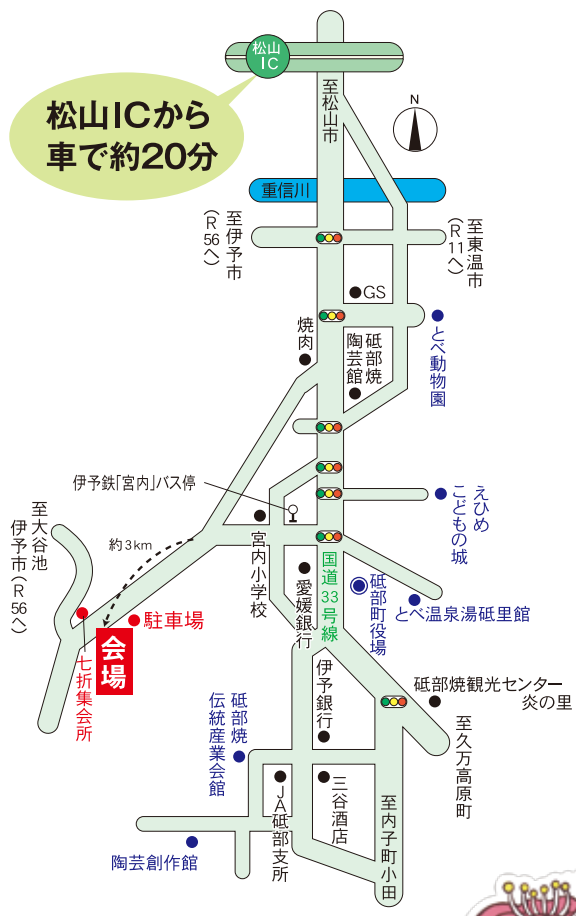 松山
IC
松山ICから
車で約20分
至松山市
N
重信川
至伊予市
(R56へ)
至東温市
(R11へ)
GS
焼肉
砥部焼
陶芸館
とべ動物園
伊予鉄「宮内」バス停
えひめ
こどもの城
至大谷池
伊予市(R56へ)
約3km
宮内小学校
愛媛銀行
国道33号線
砥部町役場
とべ温泉湯砥里館
駐車場
会場
七折集会所
砥部焼
伝統産業会館
伊予銀行
砥部焼観光センター
炎の里
至久万高原町
JA砥部支所
三谷酒店
至内子町小田
陶芸創作館